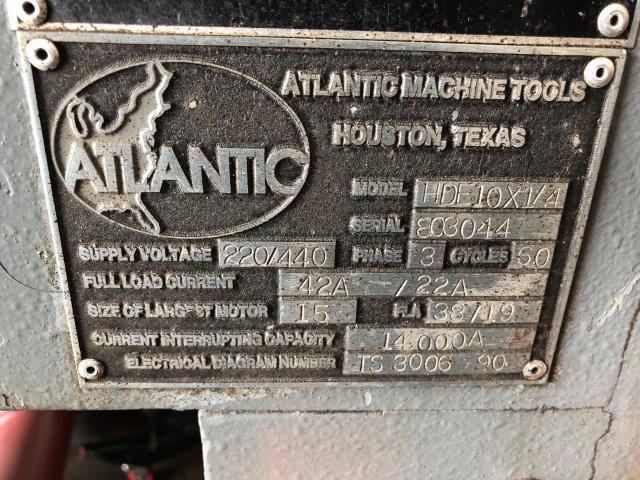 ATLANTIC
ATLANTIC MACHINE TOOLS
HOUSTON, TEXAS
MODEL HDE10X1/4
SERIAL 803044
SUPPLY VOLTAGE 220/440 PHASE 3 CYCLES 60
FULL LOAD CURRENT 42A / 22A
SIZE OF LARGEST MOTOR 15 FLA 38/19
CURRENT INTERRUPTING CAPACITY 14.000A
ELECTRICAL DIAGRAM NUMBER TS 3006 90